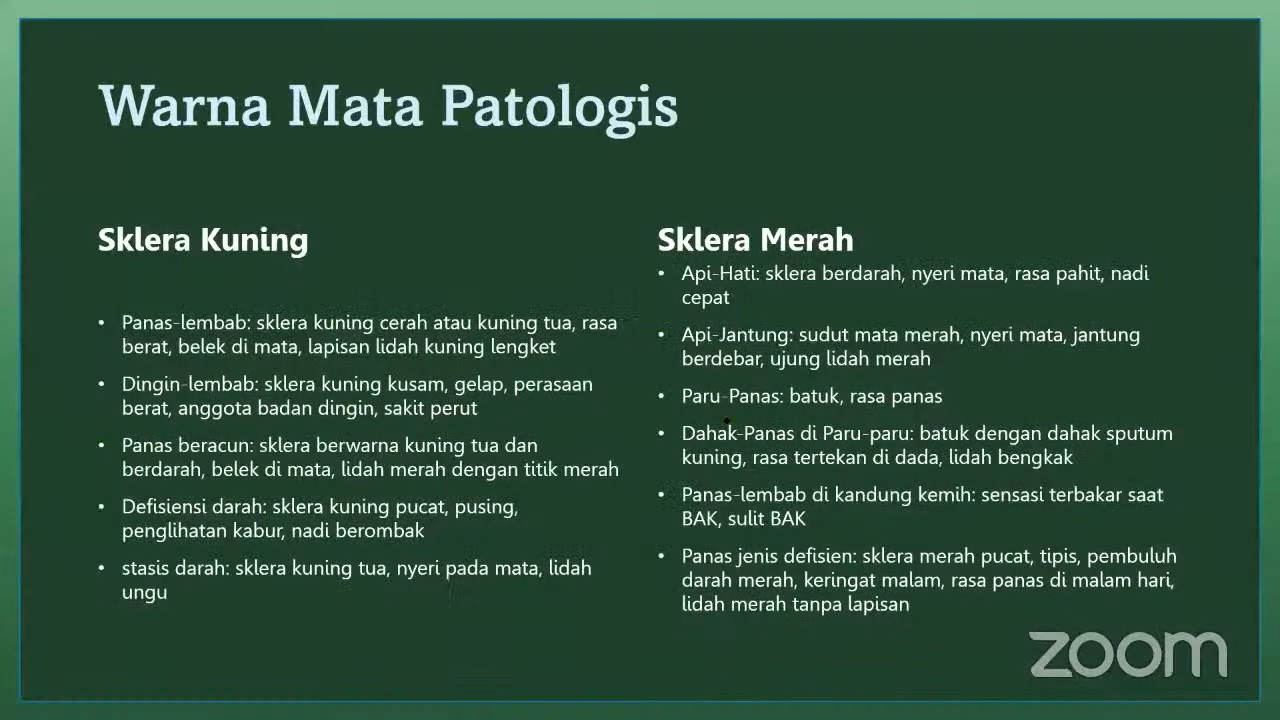 Warna Mata Patologis
Sklera Kuning
• Panas-lembab: sklera kuning cerah atau kuning tua, rasa
berat, belek di mata, lapisan lidah kuning lengket
• Dingin-lembab: sklera kuning kusam, gelap, perasaan
berat, anggota badan dingin, sakit perut
• Panas beracun: sklera berwarna kuning tua dan
berdarah, belek di mata, lidah merah dengan titik merah
• Defisiensi darah: sklera kuning pucat, pusing,
penglihatan kabur, nadi berombak
• stasis darah: sklera kuning tua, nyeri pada mata, lidah
ungu
Sklera Merah
• Api-Hati: sklera berdarah, nyeri mata, rasa pahit, nadi
cepat
• Api-Jantung: sudut mata merah, nyeri mata, jantung
berdebar, ujung lidah merah
• Paru-Panas: batuk, rasa panas
• Dahak-Panas di Paru-paru: batuk dengan dahak sputum
kuning, rasa tertekan di dada, lidah bengkak
• Panas-lembab di kandung kemih: sensasi terbakar saat
BAK, sulit BAK
• Panas jenis defisien: sklera merah pucat, tipis, pembuluh
darah merah, keringat malam, rasa panas di malam hari,
lidah merah tanpa lapisan
zoom